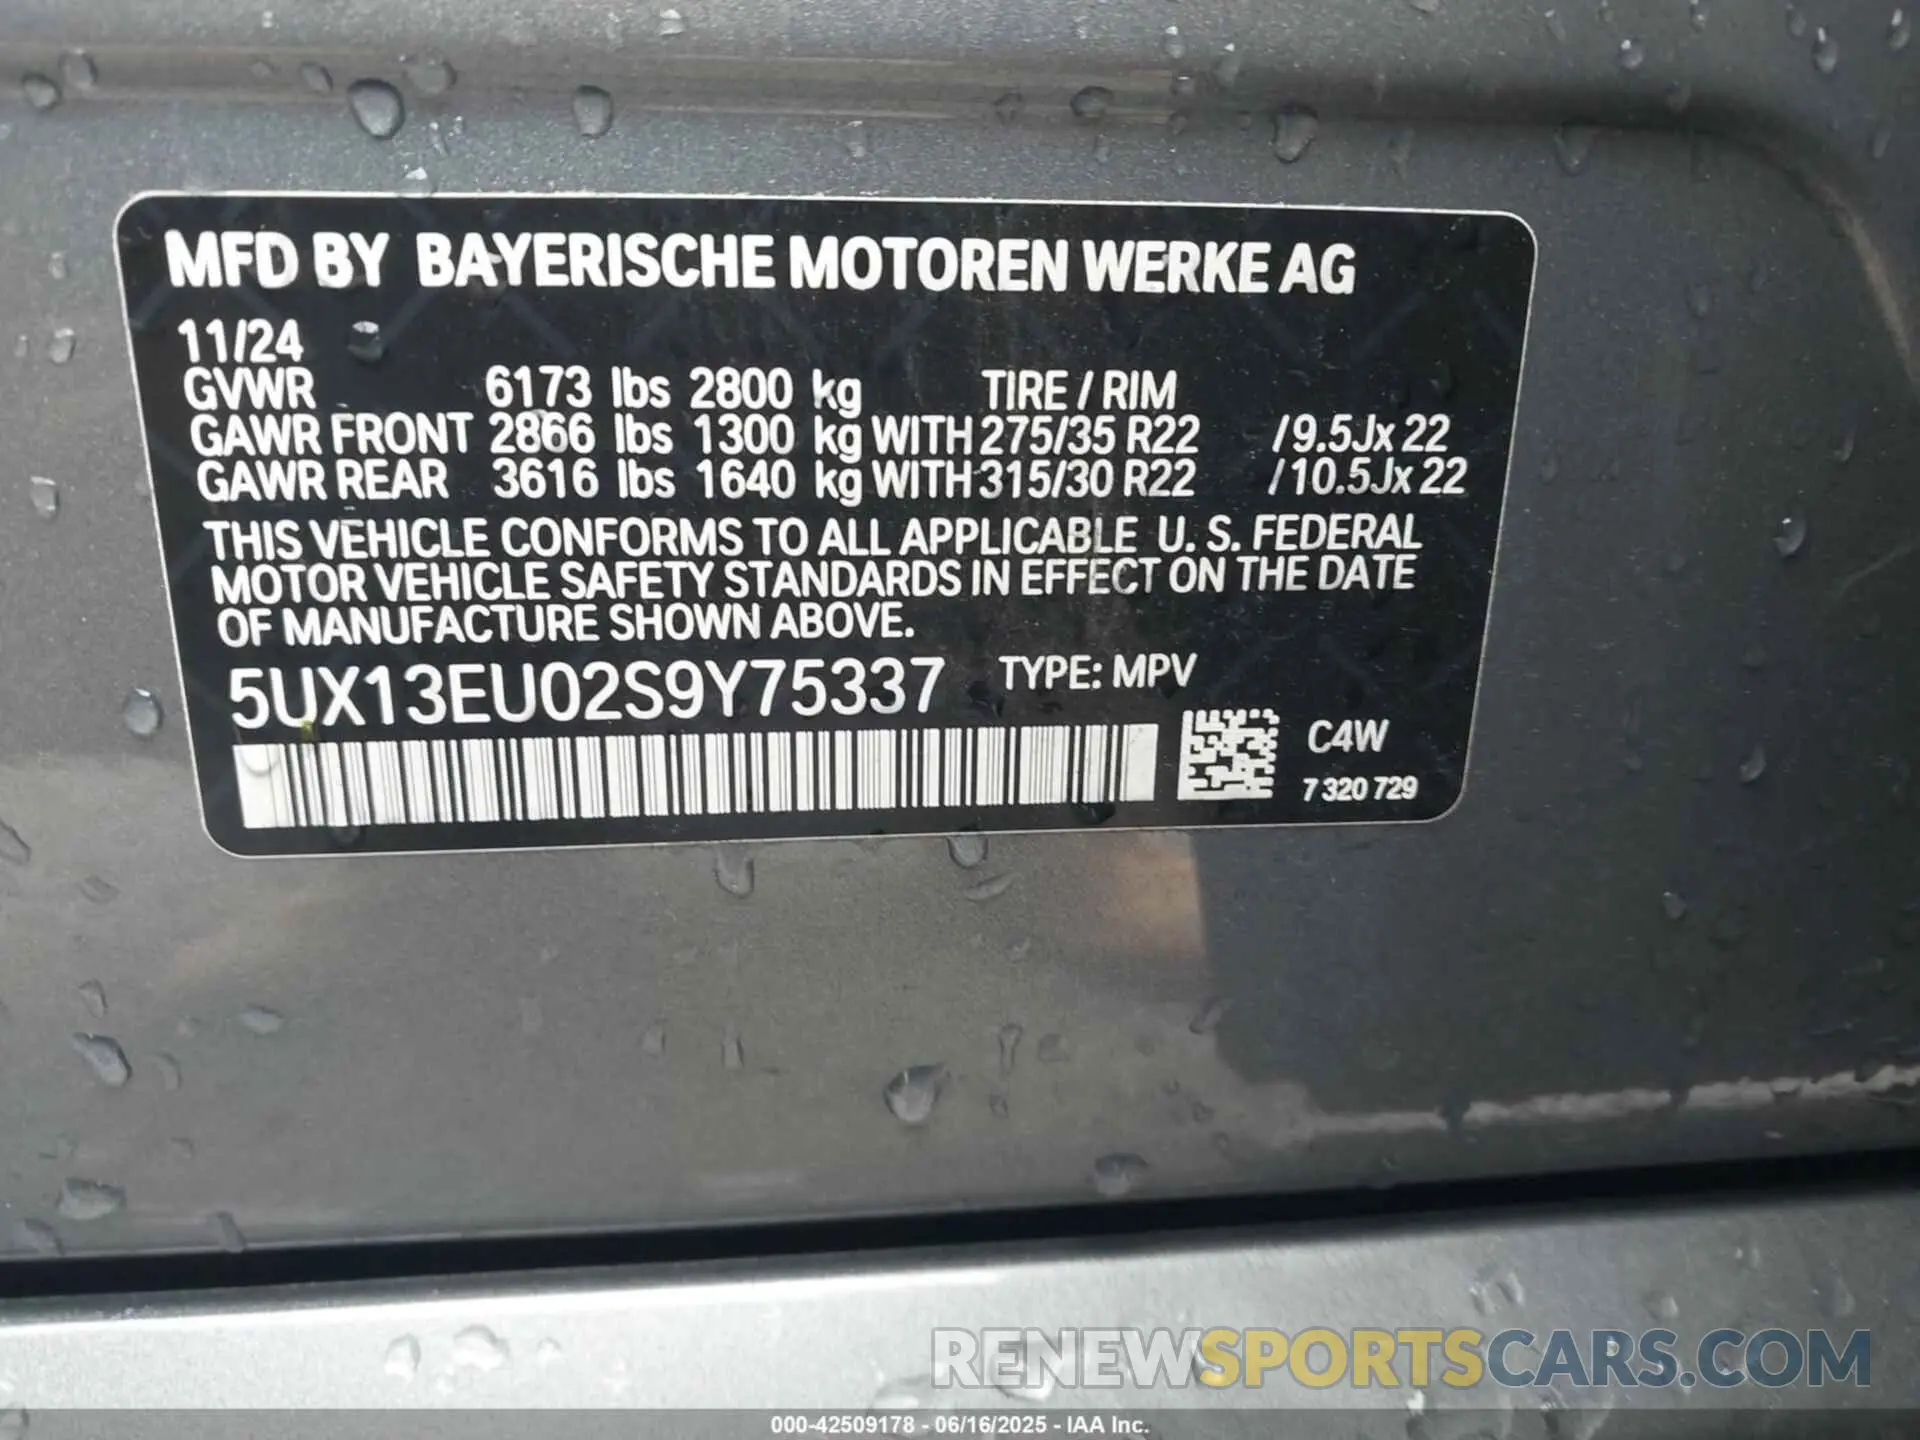 MFD BY BAYERISCHE MOTOREN WERKE AG
11/24
GVWR 6173 lbs 2800 kg TIRE / RIM
GAWR FRONT 2866 lbs 1300 kg WITH 275/35 R22 /9.5Jx 22
GAWR REAR 3616 lbs 1640 kg WITH 315/30 R22 /10.5Jx 22
THIS VEHICLE CONFORMS TO ALL APPLICABLE U. S. FEDERAL
MOTOR VEHICLE SAFETY STANDARDS IN EFFECT ON THE DATE
OF MANUFACTURE SHOWN ABOVE.
5UX13EU02S9Y75337 TYPE: MPV
C4W
7 320 729
RENEWSPORTSCARS.COM
000-42509178 - 06/16/2025 - IAA Inc.